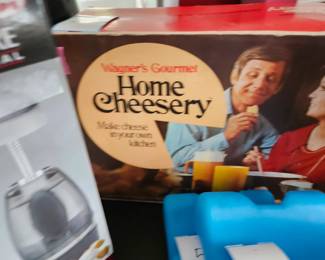 Wagner's Gourmet
Home
Cheesery
Make cheese
in your own
kitchen